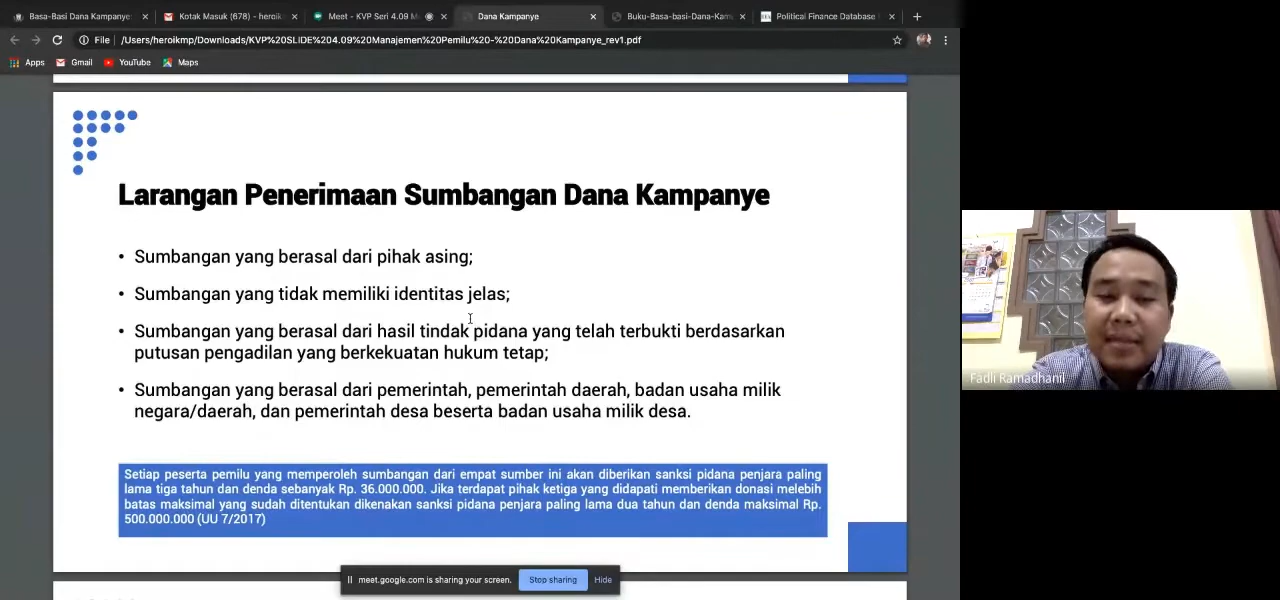 Basa-Basi Dana Kampanye:
Kotak Masuk (678) - heroik
Meet - KVP Seri 4.09 M
Dana Kampanye
Buku-Basa-basi-Dana-Kam
Political Finance Database
File /Users/heroikmp/Downloads/KVP%20SLIDE%204.09%20Manajemen%20Pemilu%20-%20Dana%20Kampanye_rev1.pdf
Apps Gmail YouTube Maps
Larangan Penerimaan Sumbangan Dana Kampanye
• Sumbangan yang berasal dari pihak asing;
• Sumbangan yang tidak memiliki identitas jelas;
• Sumbangan yang berasal dari hasil tindak pidana yang telah terbukti berdasarkan
putusan pengadilan yang berkekuatan hukum tetap;
• Sumbangan yang berasal dari pemerintah, pemerintah daerah, badan usaha milik
negara/daerah, dan pemerintah desa beserta badan usaha milik desa.
Setiap peserta pemilu yang memperoleh sumbangan dari empat sumber ini akan diberikan sanksi pidana penjara paling
lama tiga tahun dan denda sebanyak Rp. 36.000.000. Jika terdapat pihak ketiga yang didapati memberikan donasi melebih
batas maksimal yang sudah ditentukan dikenakan sanksi pidana penjara paling lama dua tahun dan denda maksimal Rp.
500.000.000 (UU 7/2017)
meet.google.com is sharing your screen. Stop sharing Hide
Fadli Ramadhanil